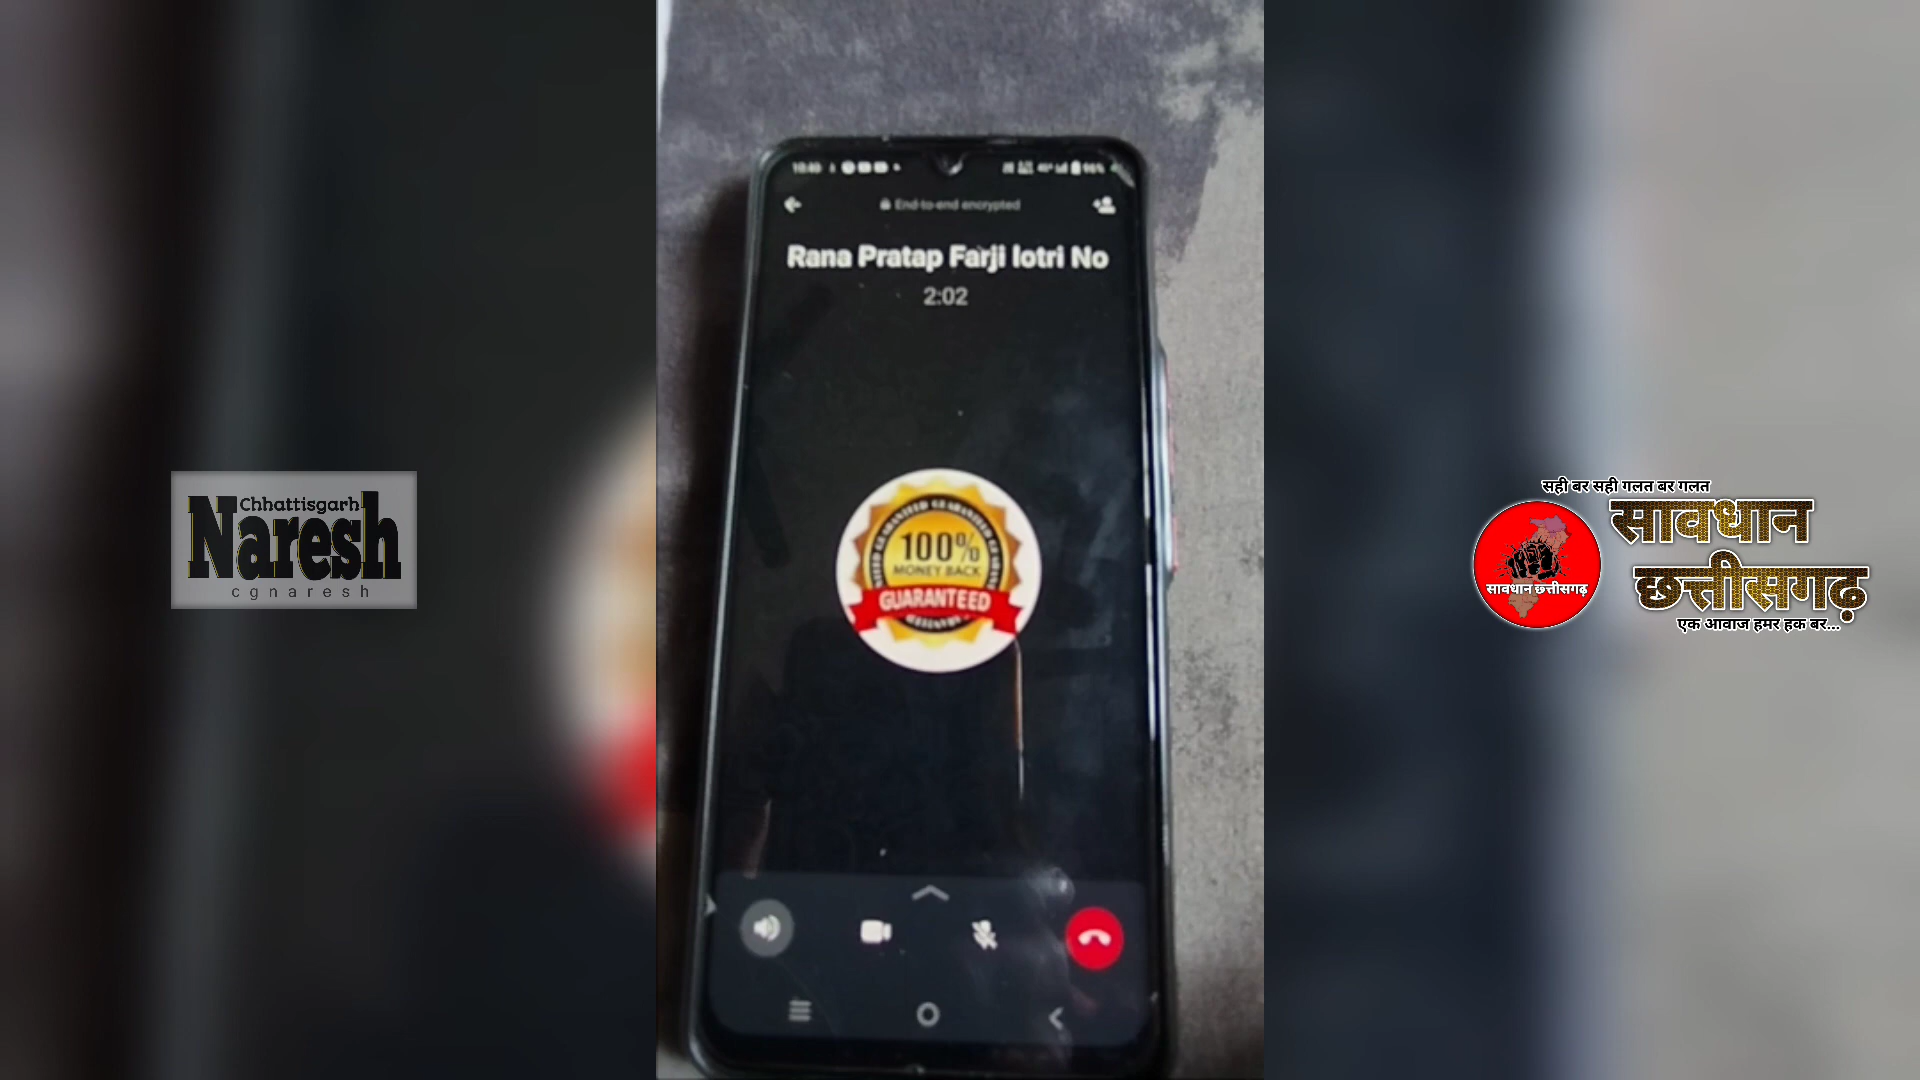 Chhattisgarh
Naresh
cgnaresh
End-to-end encrypted
Rana Pratap Farji lotri No
2:02
100%
MONEY BACK
GUARANTEED
सही बर सही गलत बर गलत
सावधान
छत्तीसगढ़
सावधान छत्तीसगढ़
एक आवाज हमर हक बर...